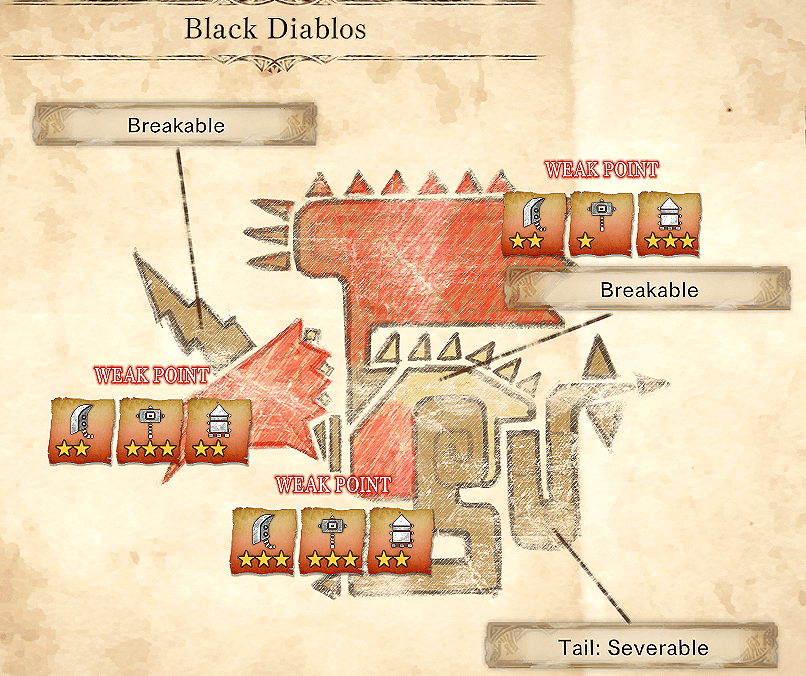 Black Diablos
Breakable
WEAK POINT
Breakable
WEAK POINT
WEAK POINT
Tail: Severable